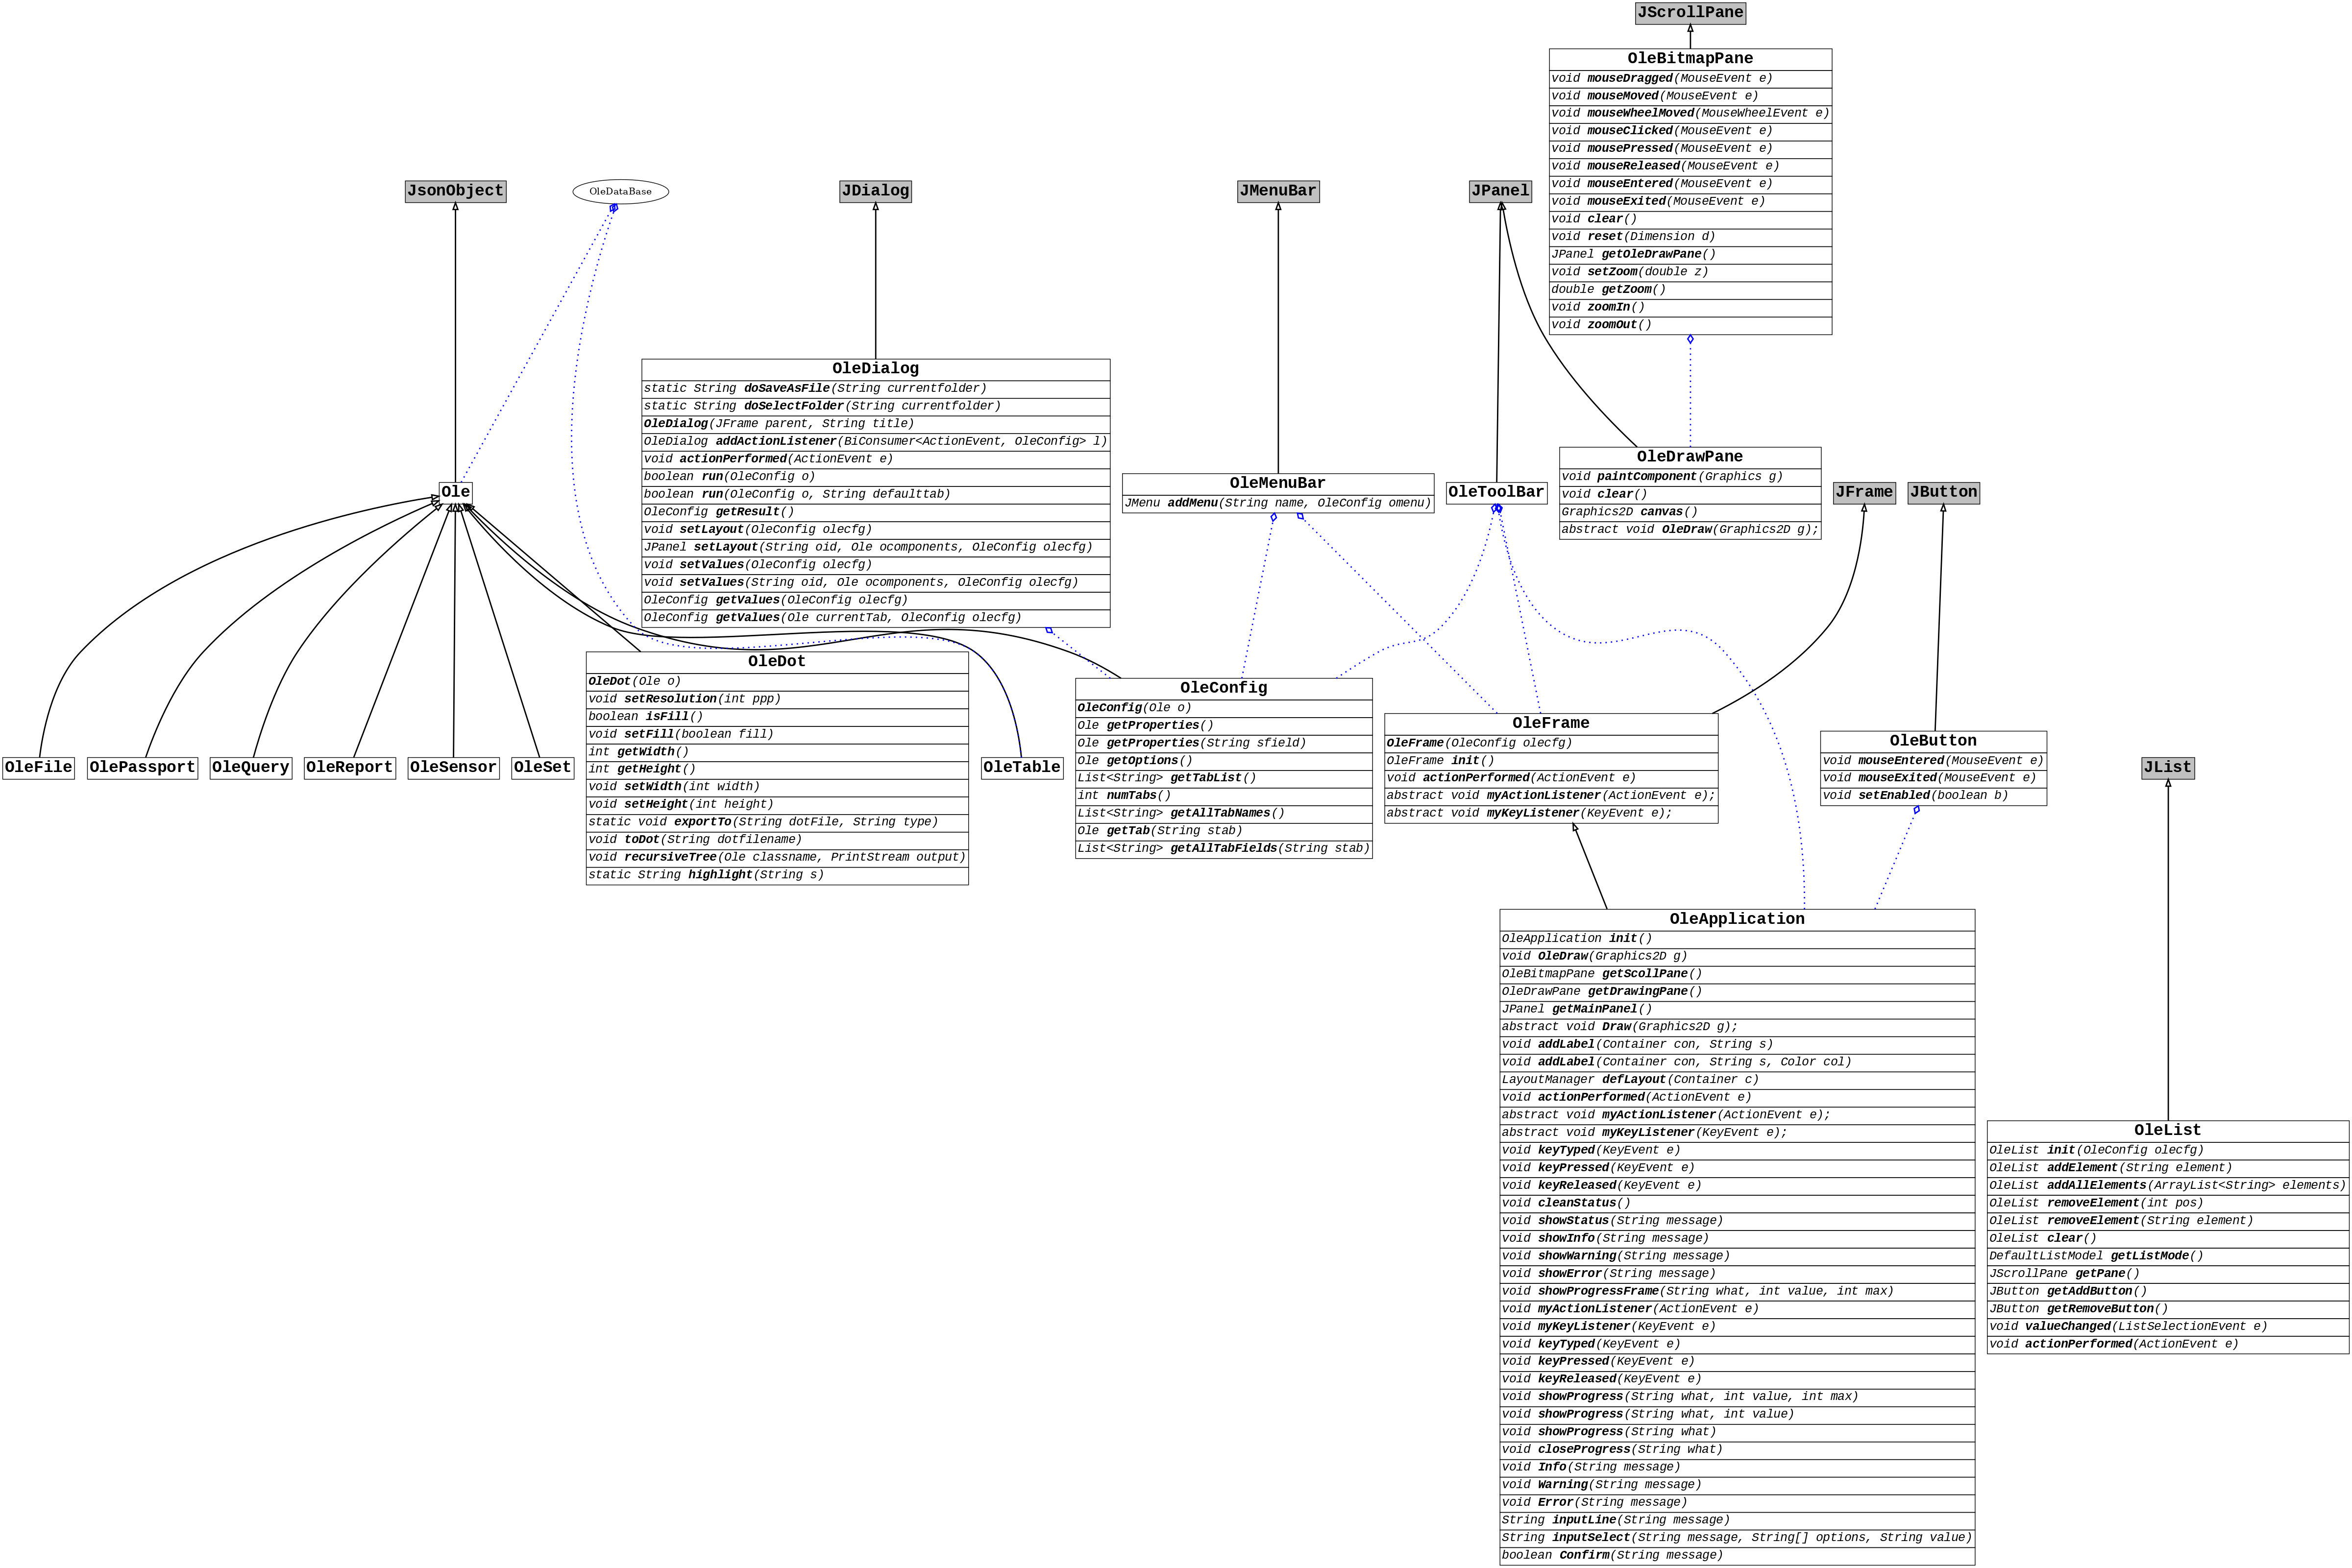 JScrollPane
OleBitmapPane
void mouseDragged(MouseEvent e)
void mouseMoved(MouseEvent e)
void mouseWheelMoved(MouseWheelEvent e)
void mouseClicked(MouseEvent e)
void mousePressed(MouseEvent e)
void mouseReleased(MouseEvent e)
void mouseEntered(MouseEvent e)
void mouseExited(MouseEvent e)
void clear()
void reset(Dimension d)
JPanel getOleDrawPane()
void setZoom(double z)
double getZoom()
void zoomIn()
void zoomOut()
JsonObject
OleDataBase
JDialog
JMenuBar
JPanel
OleDialog
static String doSaveAsFile(String currentfolder)
static String doSelectFolder(String currentfolder)
OleDialog(JFrame parent, String title)
OleDialog addActionListener(BiConsumer<ActionEvent, OleConfig> l)
void actionPerformed(ActionEvent e)
boolean run(OleConfig o)
boolean run(OleConfig o, String defaulttab)
OleConfig getResult()
void setLayout(OleConfig olecfg)
JPanel setLayout(String oid, Ole ocomponents, OleConfig olecfg)
void setValues(OleConfig olecfg)
void setValues(String oid, Ole ocomponents, OleConfig olecfg)
OleConfig getValues(OleConfig olecfg)
OleConfig getValues(Ole currentTab, OleConfig olecfg)
Ole
OleMenuBar
JMenu addMenu(String name, OleConfig omenu)
OleToolBar
OleDrawPane
void paintComponent(Graphics g)
void clear()
Graphics2D canvas()
abstract void OleDraw(Graphics2D g);
JFrame
JButton
OleFile
OlePassport
OleQuery
OleReport
OleSensor
OleSet
OleDot
OleDot(Ole o)
void setResolution(int ppp)
boolean isFill()
void setFill(boolean fill)
int getWidth()
int getHeight()
void setWidth(int width)
void setHeight(int height)
static void exportTo(String dotFile, String type)
void toDot(String dotfilename)
void recursiveTree(Ole classname, PrintStream output)
static String highlight(String s)
OleTable
OleConfig
OleConfig(Ole o)
Ole getProperties()
Ole getProperties(String sfield)
Ole getOptions()
List<String> getTabList()
int numTabs()
List<String> getAllTabNames()
Ole getTab(String stab)
List<String> getAllTabFields(String stab)
OleFrame
OleFrame(OleConfig olecfg)
OleFrame init()
void actionPerformed(ActionEvent e)
abstract void myActionListener(ActionEvent e);
abstract void myKeyListener(KeyEvent e);
OleButton
void mouseEntered(MouseEvent e)
void mouseExited(MouseEvent e)
void setEnabled(boolean b)
JList
OleApplication
OleApplication init()
void OleDraw(Graphics2D g)
OleBitmapPane getScollPane()
OleDrawPane getDrawingPane()
JPanel getMainPanel()
abstract void Draw(Graphics2D g);
void addLabel(Container con, String s)
void addLabel(Container con, String s, Color col)
LayoutManager defLayout(Container c)
void actionPerformed(ActionEvent e)
abstract void myActionListener(ActionEvent e);
abstract void myKeyListener(KeyEvent e);
void keyTyped(KeyEvent e)
void keyPressed(KeyEvent e)
void keyReleased(KeyEvent e)
void cleanStatus()
void showStatus(String message)
void showInfo(String message)
void showWarning(String message)
void showError(String message)
void showProgressFrame(String what, int value, int max)
void myActionListener(ActionEvent e)
void myKeyListener(KeyEvent e)
void keyTyped(KeyEvent e)
void keyPressed(KeyEvent e)
void keyReleased(KeyEvent e)
void showProgress(String what, int value, int max)
void showProgress(String what, int value)
void showProgress(String what)
void closeProgress(String what)
void Info(String message)
void Warning(String message)
void Error(String message)
String inputLine(String message)
String inputSelect(String message, String[] options, String value)
boolean Confirm(String message)
OleList
OleList init(OleConfig olecfg)
OleList addElement(String element)
OleList addAllElements(ArrayList<String> elements)
OleList removeElement(int pos)
OleList removeElement(String element)
OleList clear()
DefaultListModel getListMode()
JScrollPane getPane()
JButton getAddButton()
JButton getRemoveButton()
void valueChanged(ListSelectionEvent e)
void actionPerformed(ActionEvent e)